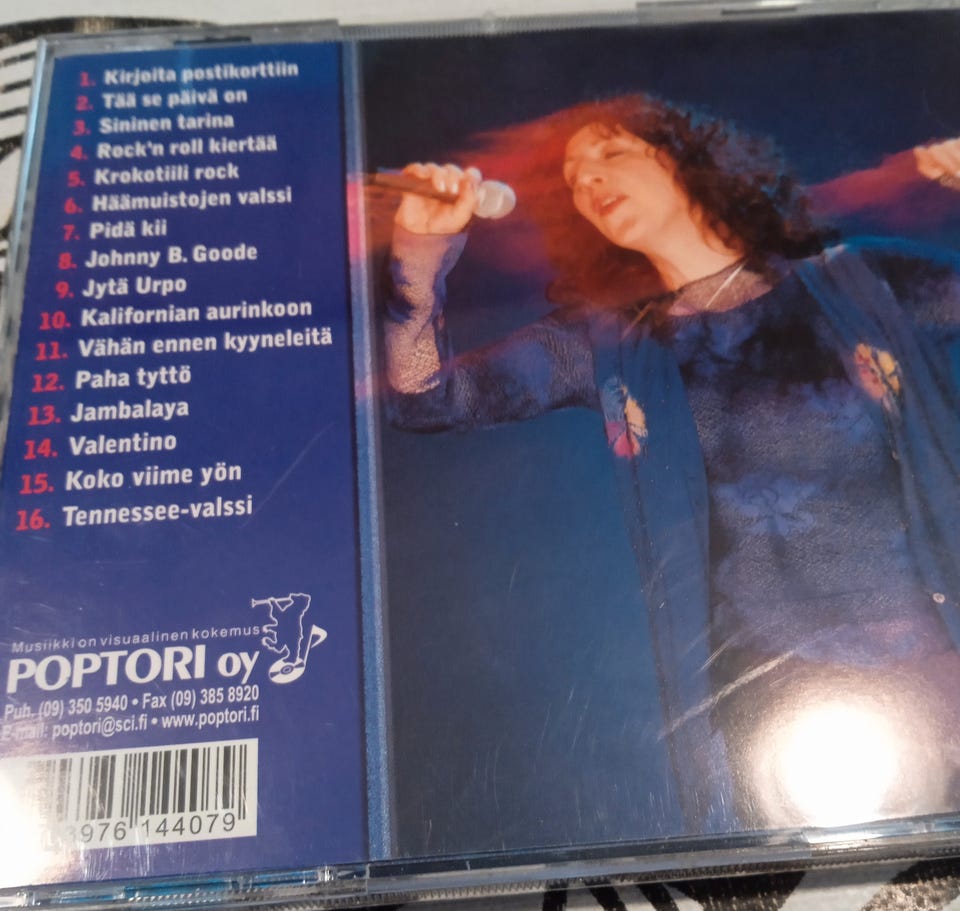 1. Kirjoita postikorttiin
2. Tää se päivä on
3. Sininen tarina
4. Rock'n roll kiertää
5. Krokotiili rock
6. Häämuistojen valssi
7. Pidä kii
8. Johnny B. Goode
9. Jytä Urpo
10. Kalifornian aurinkoon
11. Vähän ennen kyyneleitä
12. Paha tyttö
13. Jambalaya
14. Valentino
15. Koko viime yön
16. Tennessee-valssi
Musiikki on visuaalinen kokemus
POPTORI oy
Puh. (09) 350 5940 • Fax (09) 385 8920
E-mail: poptori@sci.fi • www.poptori.fi
3976 144079